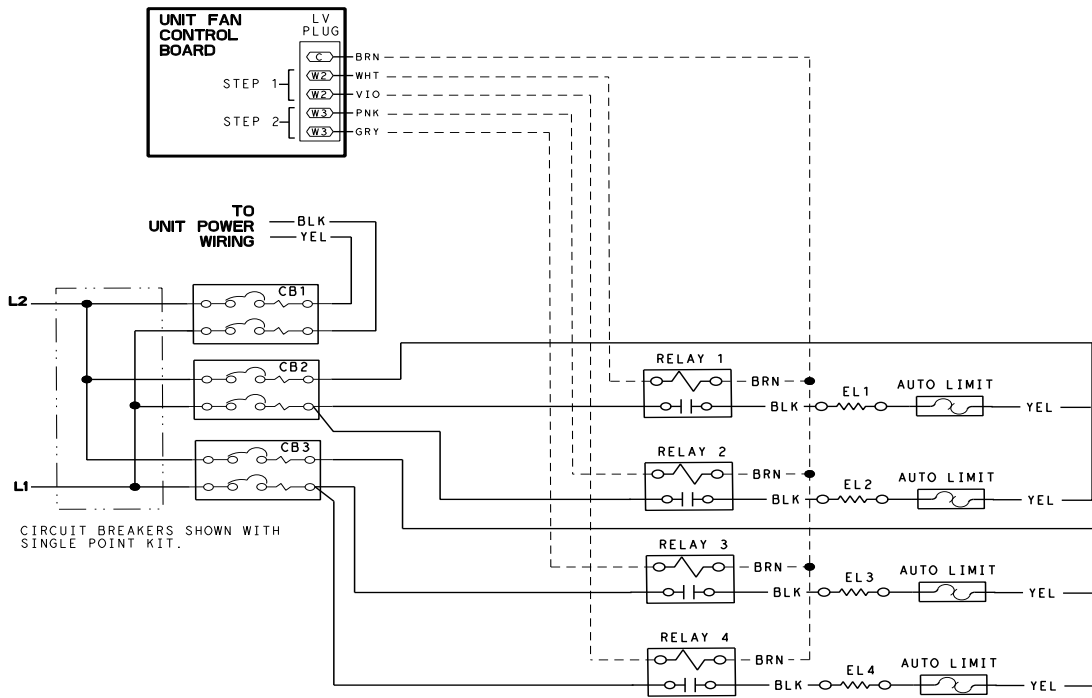 UNIT FAN
CONTROL
BOARD
LV
PLUG
C BRN
STEP 1
W2 WHT
W2 VIO
STEP 2
W3 PNK
W3 GRY
TO
UNIT POWER
WIRING
BLK
YEL
L2
CB1
CB2
CB3
L1
CIRCUIT BREAKERS SHOWN WITH
SINGLE POINT KIT.
RELAY 1
BRN
BLK
EL1
AUTO LIMIT
YEL
RELAY 2
BRN
BLK
EL2
AUTO LIMIT
YEL
RELAY 3
BRN
BLK
EL3
AUTO LIMIT
YEL
RELAY 4
BRN
BLK
EL4
AUTO LIMIT
YEL